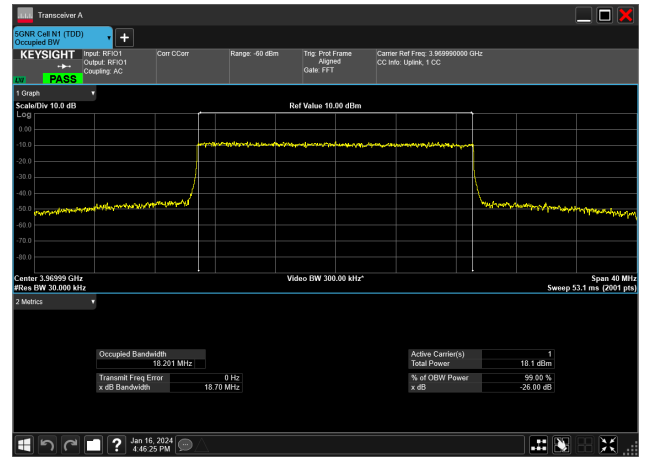 Transceiver A
5GNR Cell N1 (TDD)
Occupied BW
KEYSIGHT
LXI
PASS
Input: RFIO1
Output: RFIO1
Coupling: AC
Corr CCorr
Range: -60 dBm
Trig: Prot Frame
Aligned
Gate: FFT
Carrier Ref Freq: 3.969990000 GHz
CC Info: Uplink, 1 CC
1 Graph
Scale/Div 10.0 dB
Ref Value 10.00 dBm
Log
0.00
-10.0
-20.0
-30.0
-40.0
-50.0
-60.0
-70.0
-80.0
Center 3.96999 GHz
Video BW 300.00 kHz*
Span 40 MHz
#Res BW 30.000 kHz
Sweep 53.1 ms (2001 pts)
2 Metrics
Occupied Bandwidth
18.201 MHz
Transmit Freq Error 0 Hz
x dB Bandwidth 18.70 MHz
Active Carrier(s) 1
Total Power 18.1 dBm
% of OBW Power 99.00 %
x dB -26.00 dB
?
Jan 16, 2024
4:46:25 PM